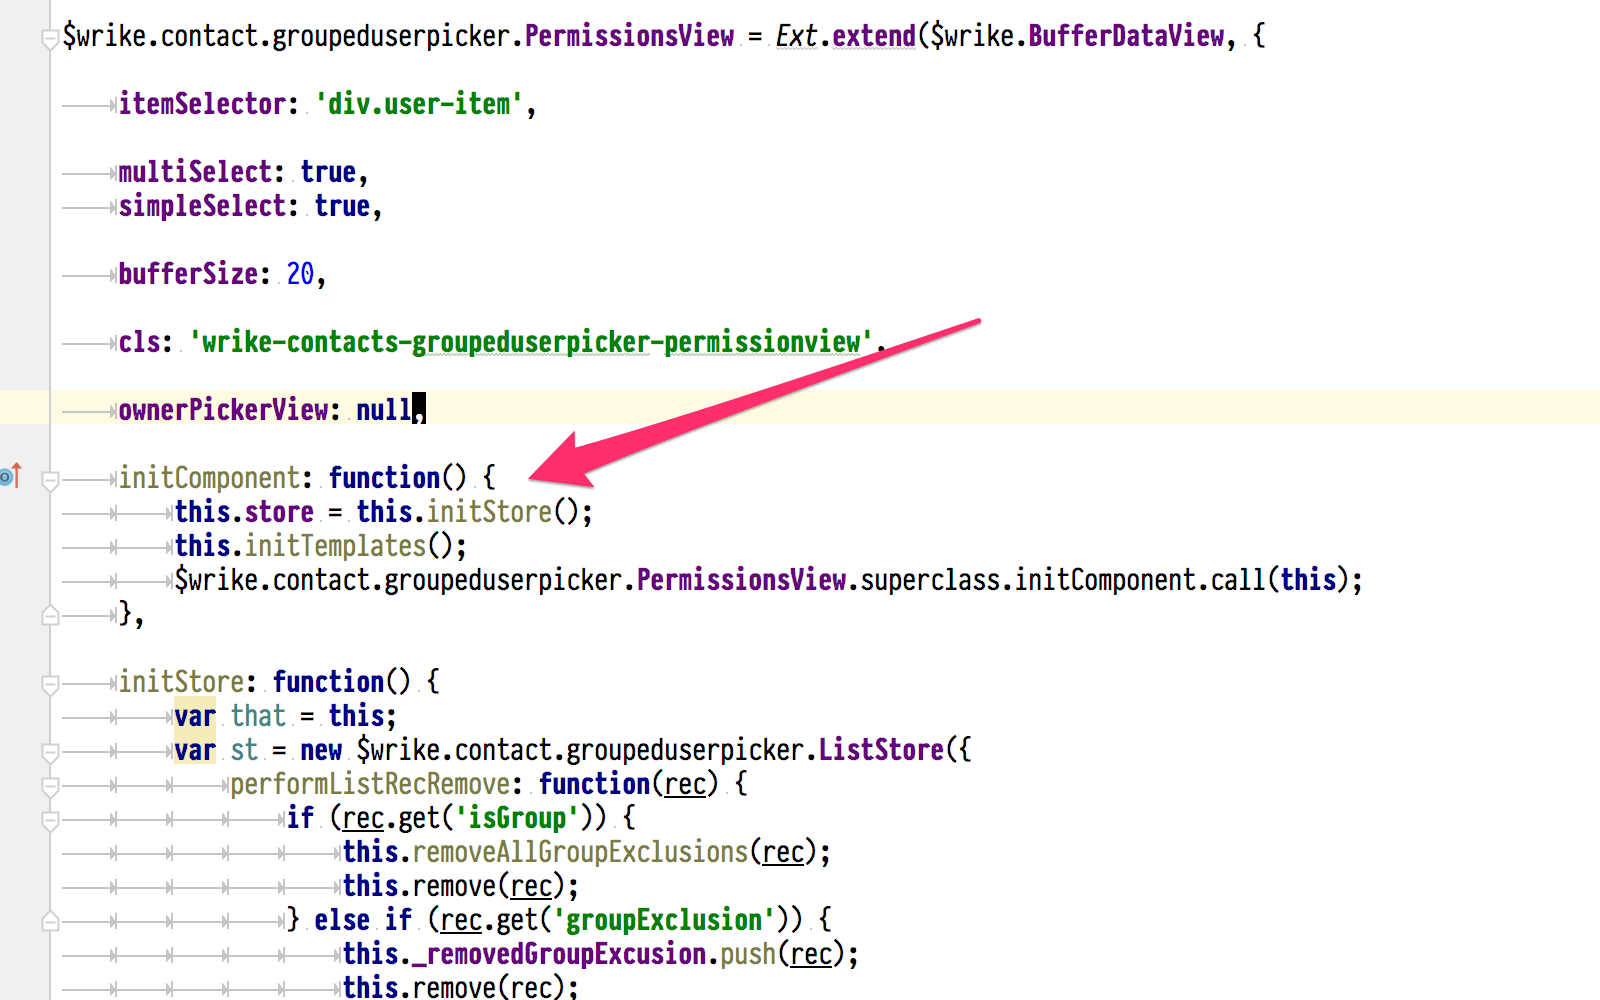 $wrike.contact.groupeduserpicker.PermissionsView = Ext.extend($wrike.BufferDataView, {
itemSelector: 'div.user-item',
multiSelect: true,
simpleSelect: true,
bufferSize: 20,
cls: 'wrike-contacts-groupeduserpicker-permissionview',
ownerPickerView: null,
initComponent: function() {
this.store = this.initStore();
this.initTemplates();
$wrike.contact.groupeduserpicker.PermissionsView.superclass.initComponent.call(this);
},
initStore: function() {
var that = this;
var st = new $wrike.contact.groupeduserpicker.ListStore({
performListRecRemove: function(rec) {
if (rec.get('isGroup')) {
this.removeAllGroupExclusions(rec);
this.remove(rec);
} else if (rec.get('groupExclusion')) {
this._removedGroupExcusion.push(rec);
this.remove(rec);